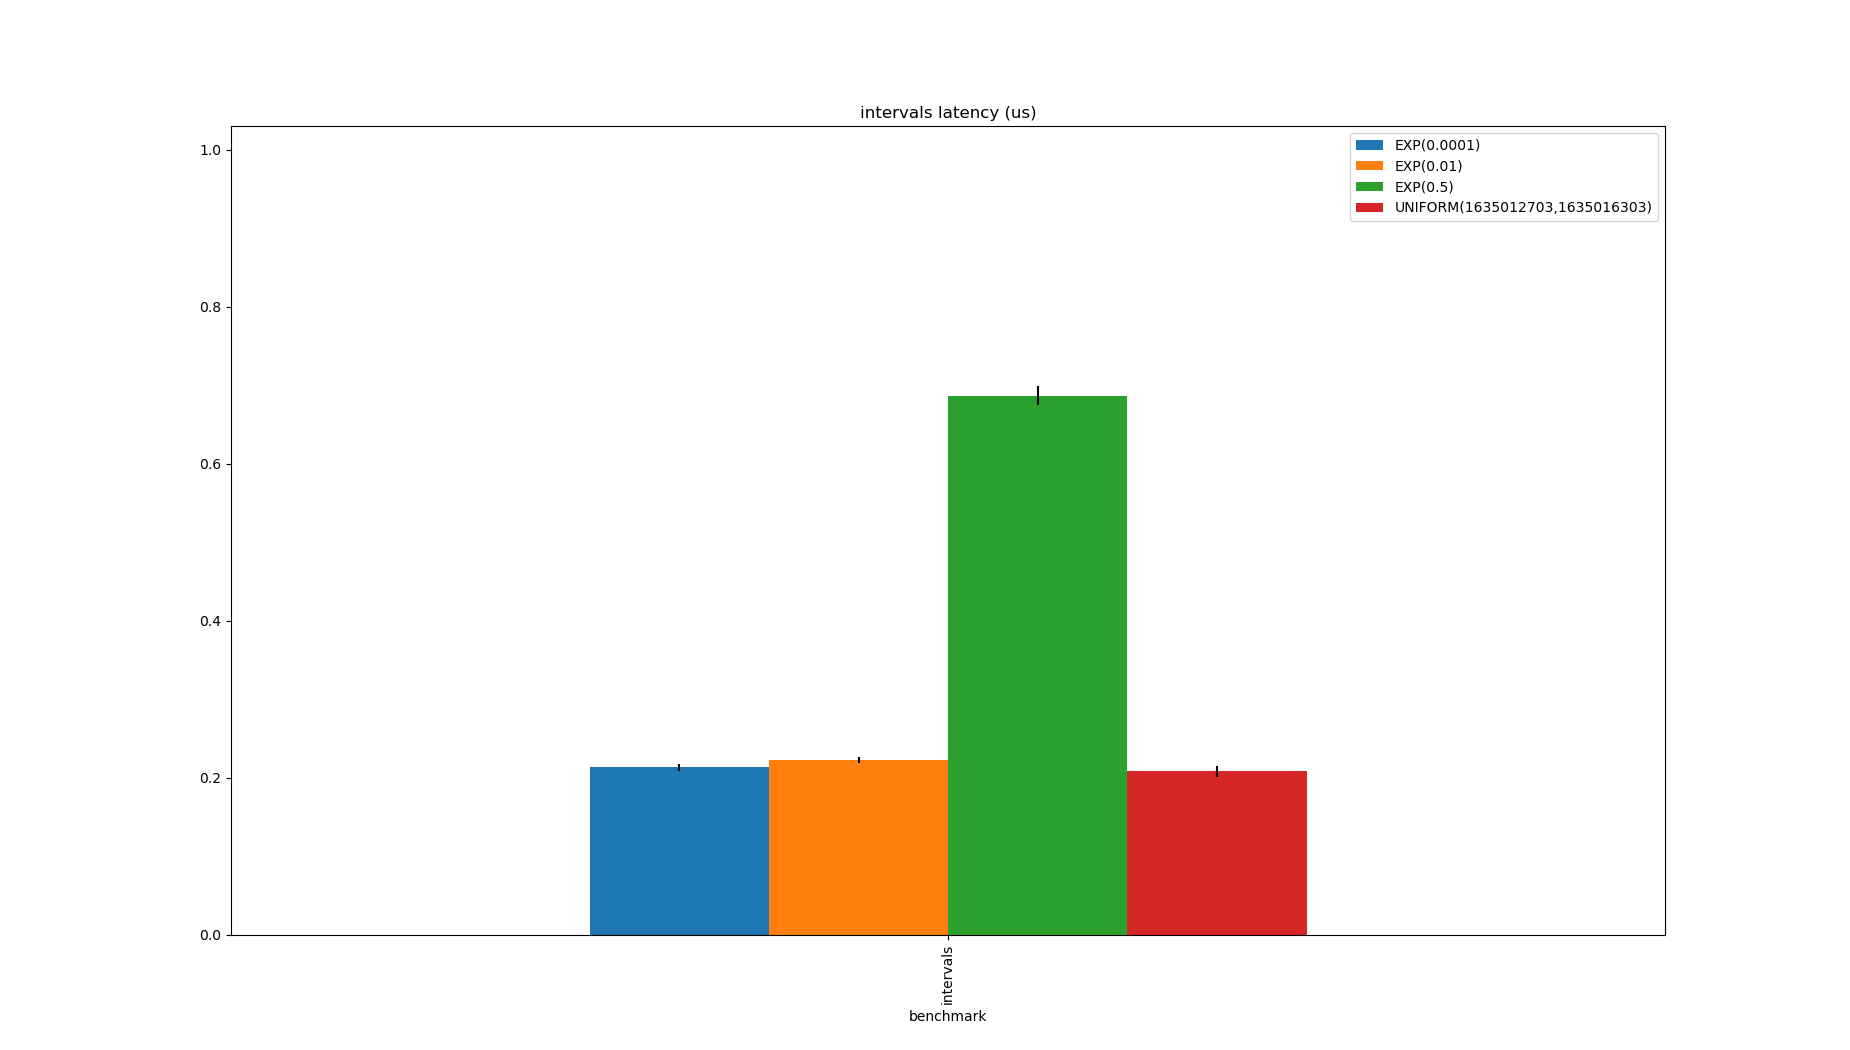 intervals latency (us)
1.0
0.8
0.6
0.4
0.2
0.0
EXP(0.0001)
EXP(0.01)
EXP(0.5)
UNIFORM(1635012703,1635016303)
intervals
benchmark